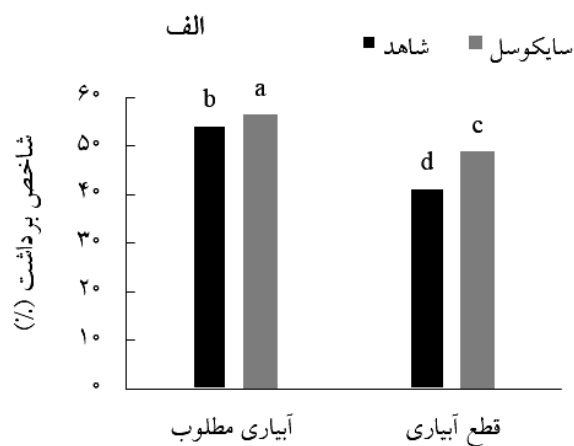 الف
شاهد
سایکوسل
شاخص برداشت (%)
۶۰
۵۰
۴۰
۳۰
۲۰
۱۰
۰
b
a
d
c
آبیاری مطلوب
قطع آبیاری